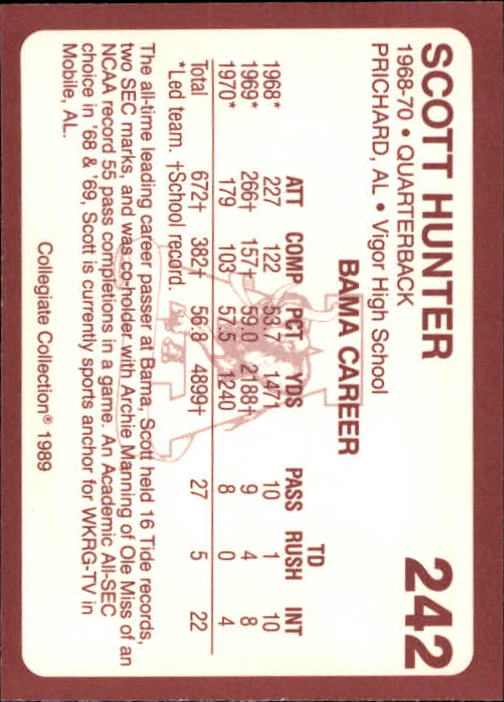 SCOTT HUNTER 242
1968-70 • QUARTERBACK
PRICHARD, AL • Vigor High School
BAMA CAREER
TD
ATT COMP PCT YDS PASS RUSH INT
1968* 227 122 53.7 1471 10 1 10
1969* 266† 157† 59.0 2188† 9 4 8
1970* 179 103 57.5 1240 8 0 4
Total 672† 382† 56.8 4899† 27 5 22
*Led team. †School record.
The all-time leading career passer at Bama, Scott held 16 Tide records,
two SEC marks, and was co-holder with Archie Manning of Ole Miss of an
NCAA record 55 pass completions in a game. An Academic All-SEC
choice in '68 & '69, Scott is currently sports anchor for WKRG-TV in
Mobile, AL.
Collegiate Collection® 1989